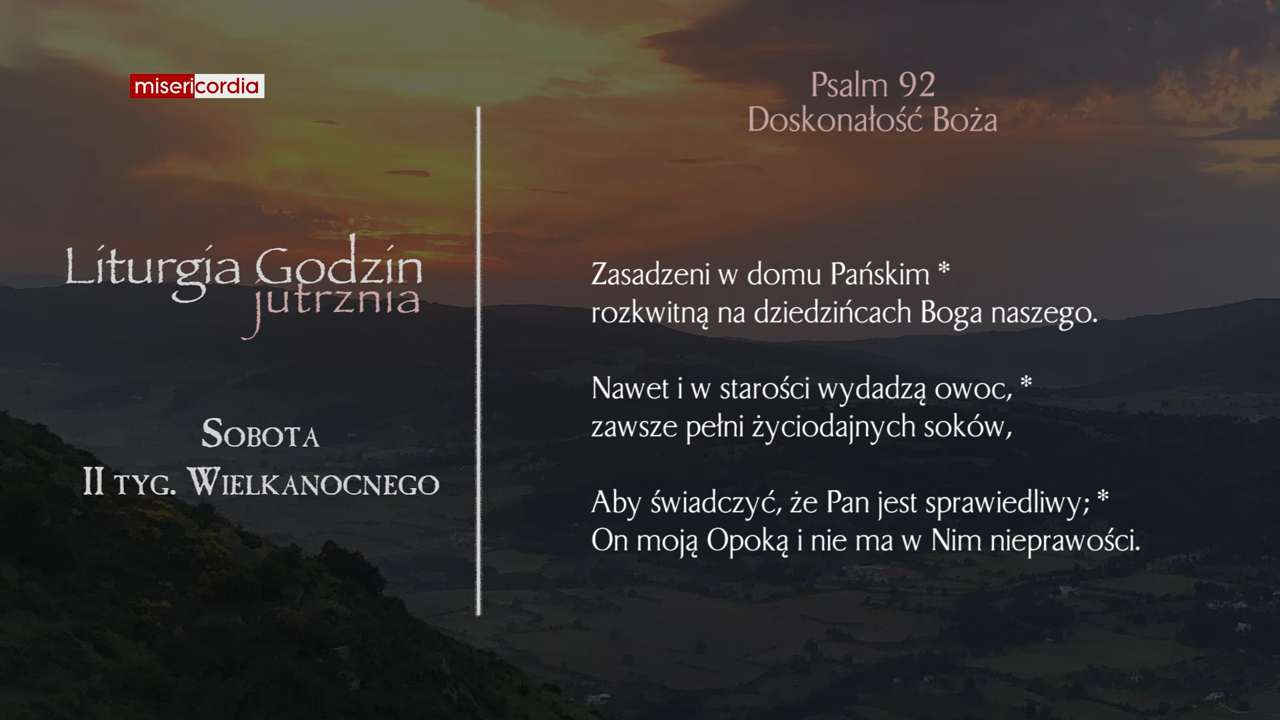 misericordia
Liturgia Godzin
jutrznia
Sobota
II tyg. Wielkanocnego
Psalm 92
Doskonałość Boża
Zasadzeni w domu Pańskim *
rozkwitną na dziedzińcach Boga naszego.
Nawet i w starości wydadzą owoc, *
zawsze pełni życiodajnych soków,
Aby świadczyć, że Pan jest sprawiedliwy; *
On moją Opoką i nie ma w Nim nieprawości.